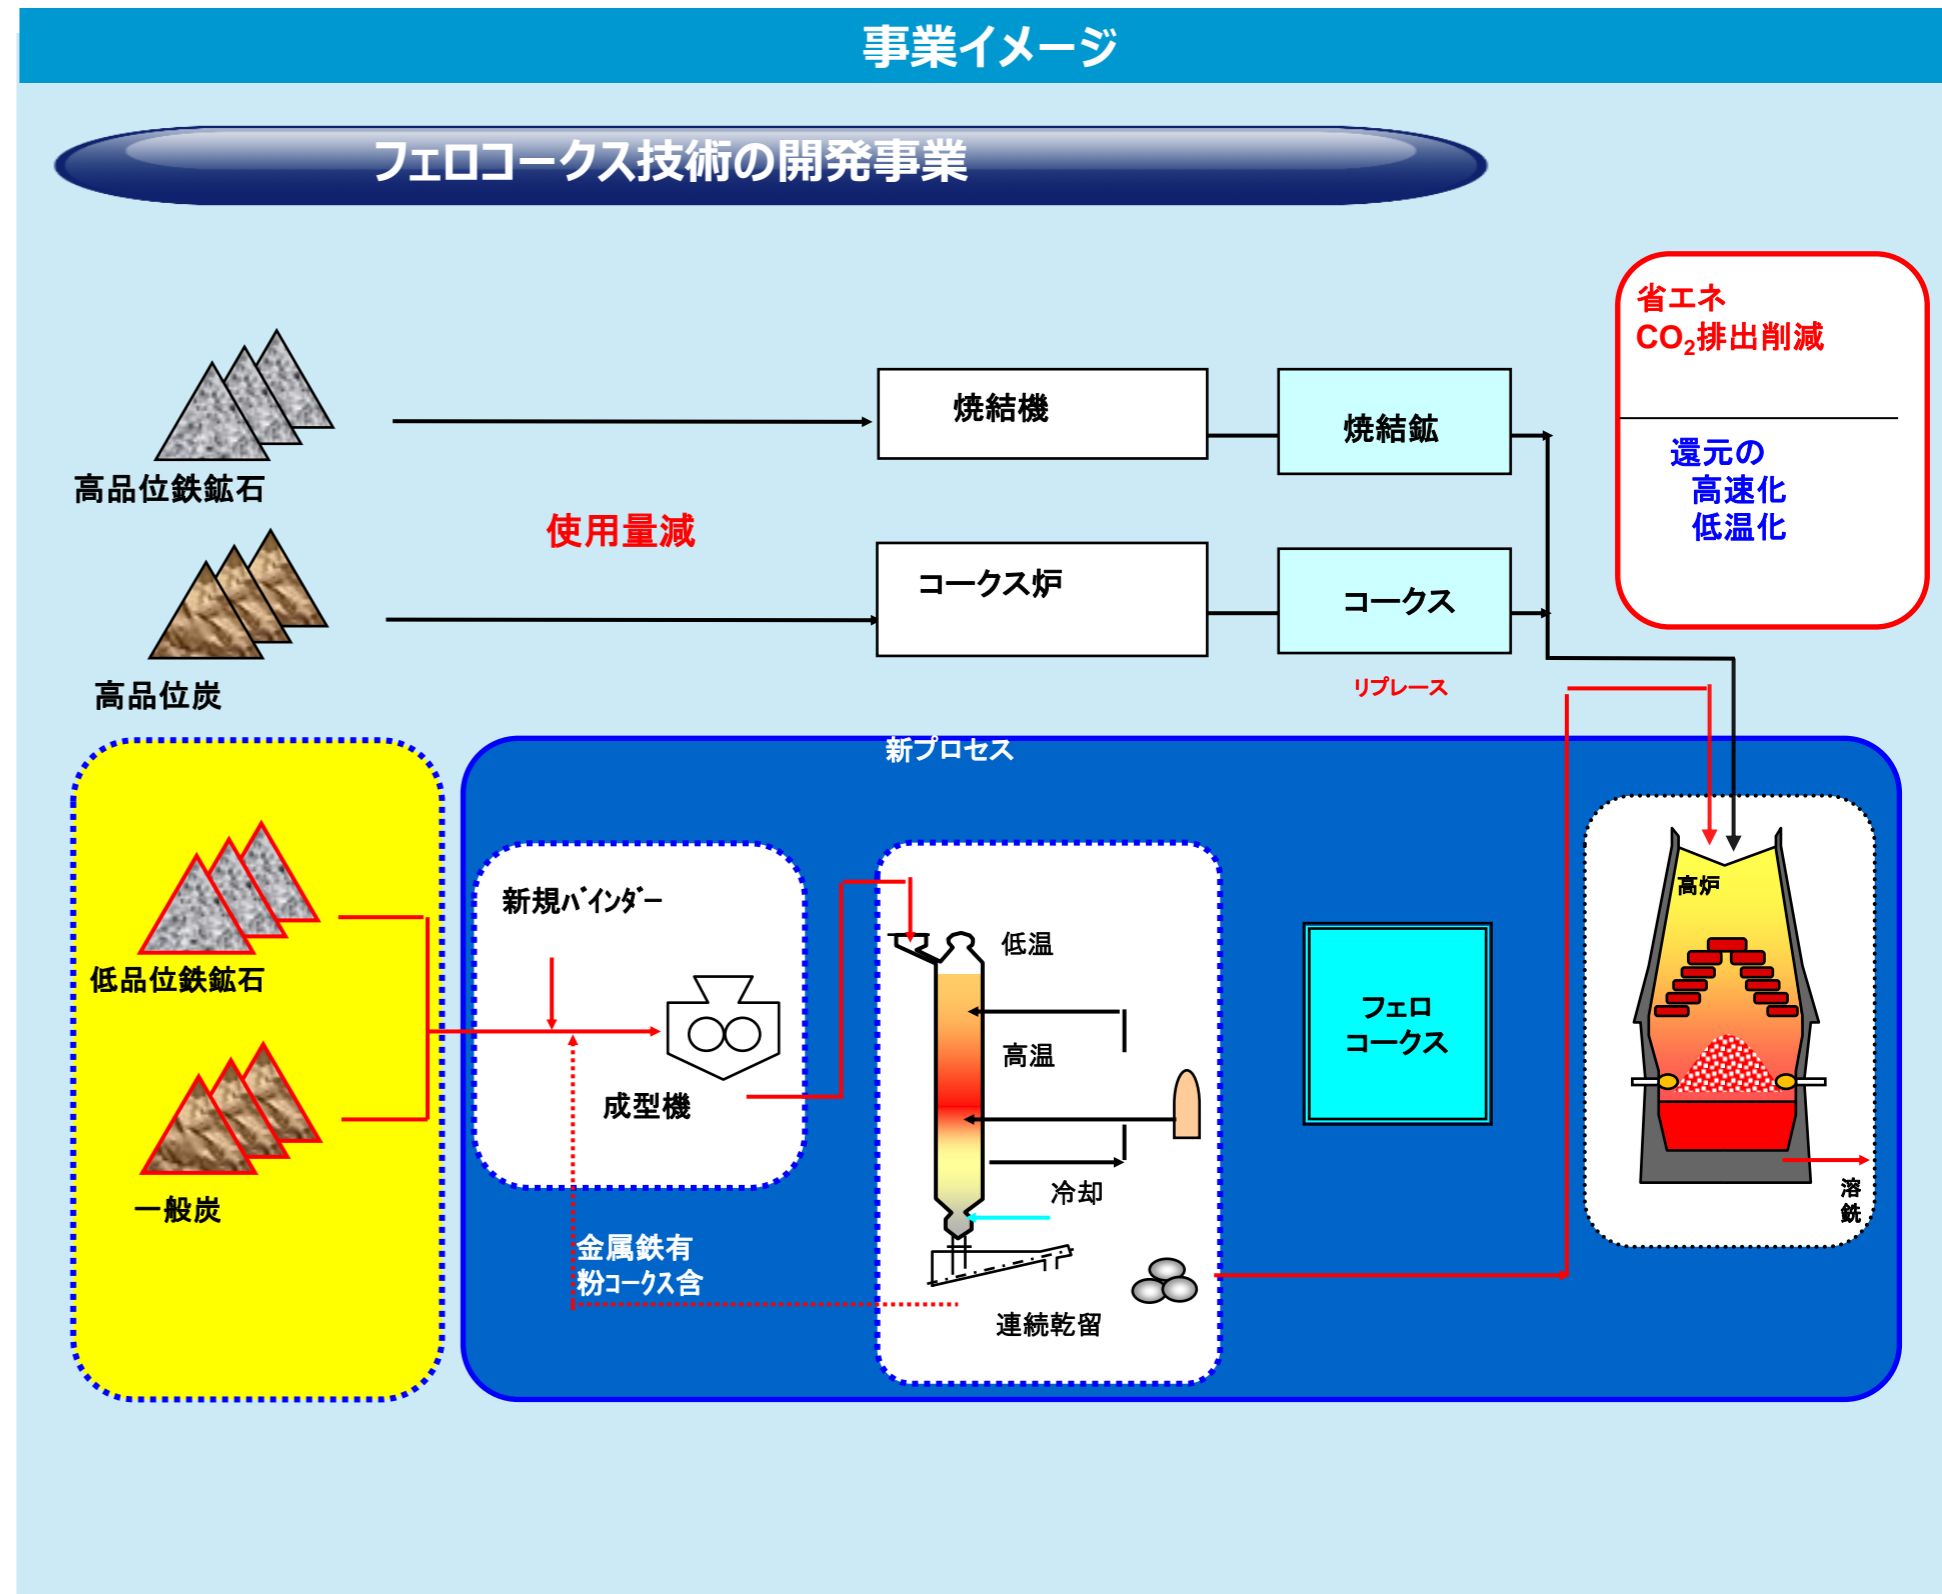 事業イメージ
フェロコークス技術の開発事業
省エネ
CO₂排出削減
還元の
高速化
低温化
高品位鉄鉱石
焼結機
焼結鉱
使用量減
高品位炭
コークス炉
コークス
リプレース
新プロセス
低品位鉄鉱石
一般炭
新規ﾊﾞｲﾝﾀﾞｰ
成型機
金属鉄有
粉ｺｰｸｽ含
低温
高温
冷却
連続乾留
フェロ
コークス
高炉
溶
銑